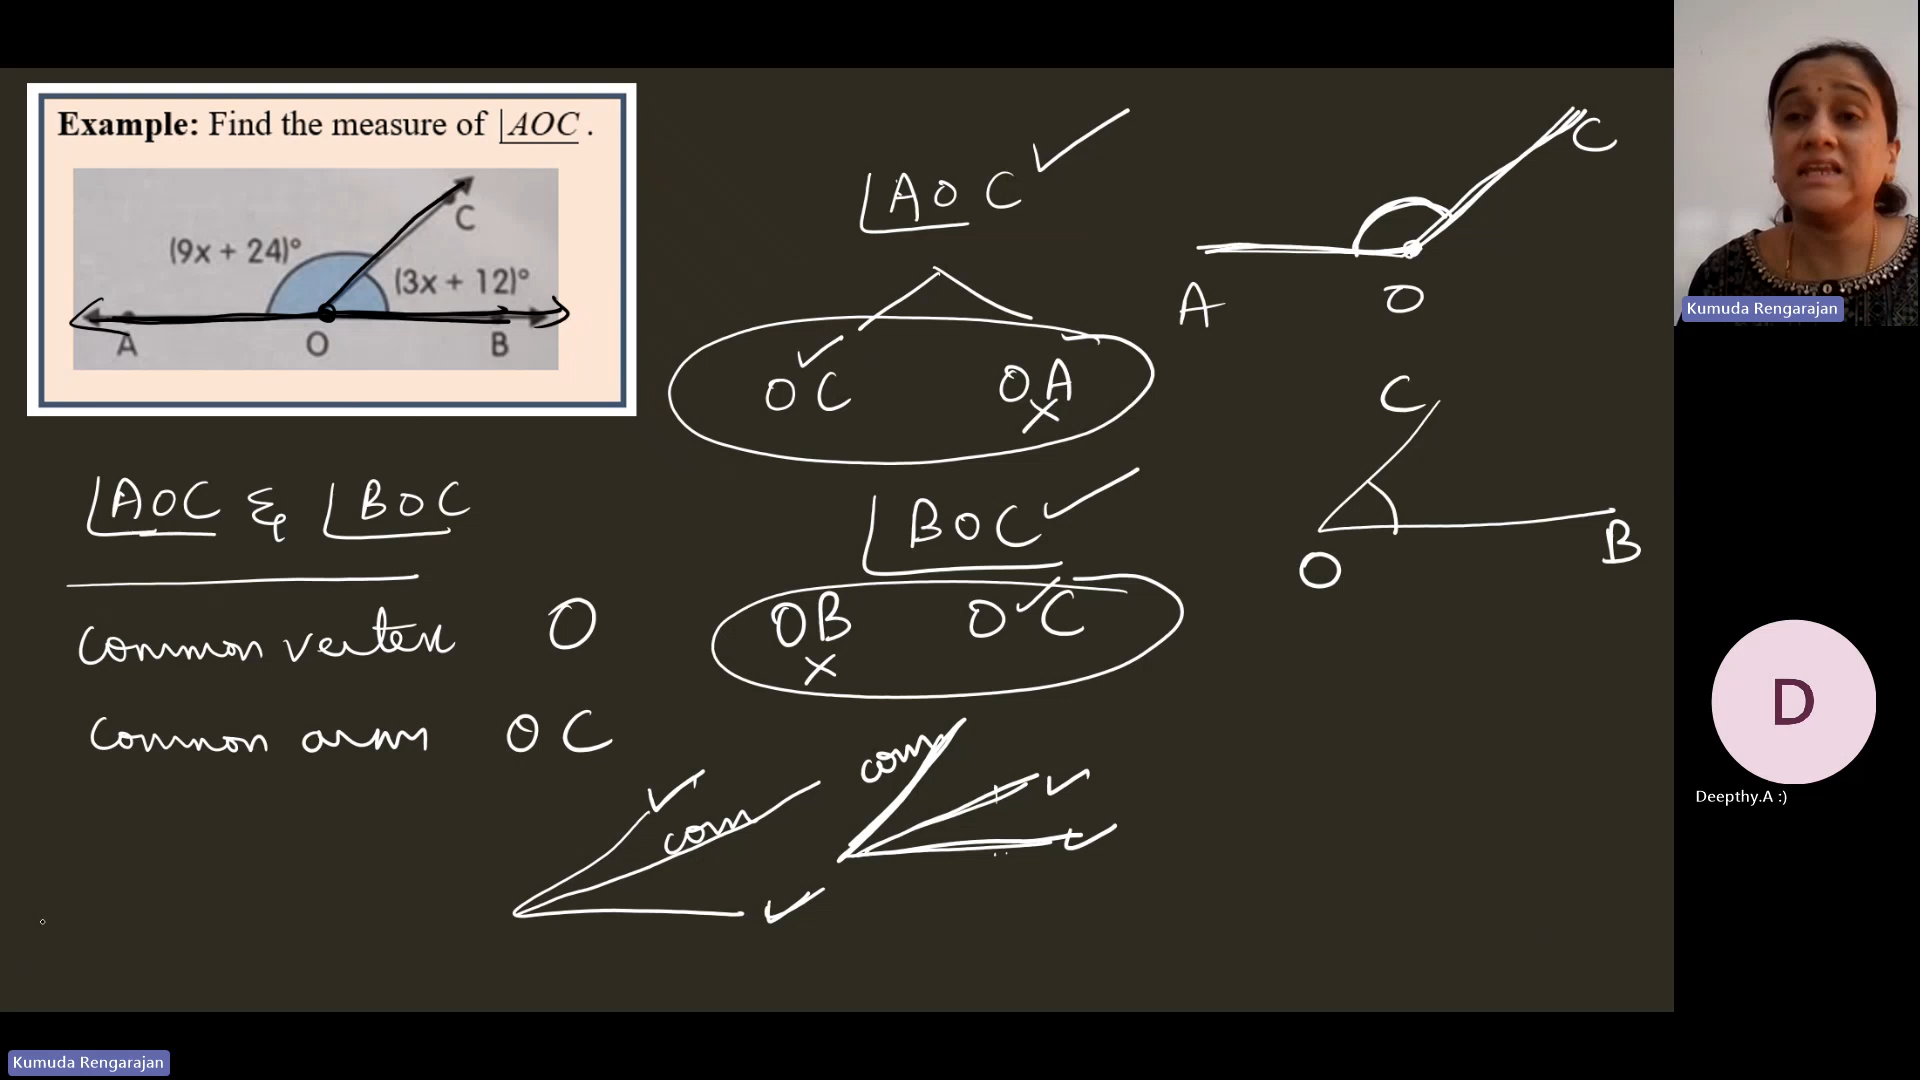 Example: Find the measure of ∠AOC .
(9x + 24)°
C
(3x + 12)°
A
O
B
∠AOC ✓
✓
OC
OA
×
C
A
O
∠AOC & ∠BOC
common vertex O
common arm OC
∠BOC ✓
OB
×
✓
OC
C
O
B
✓
com
✓
com
✓
✓
Kumuda Rengarajan
D
Deepthy.A :)
Kumuda Rengarajan